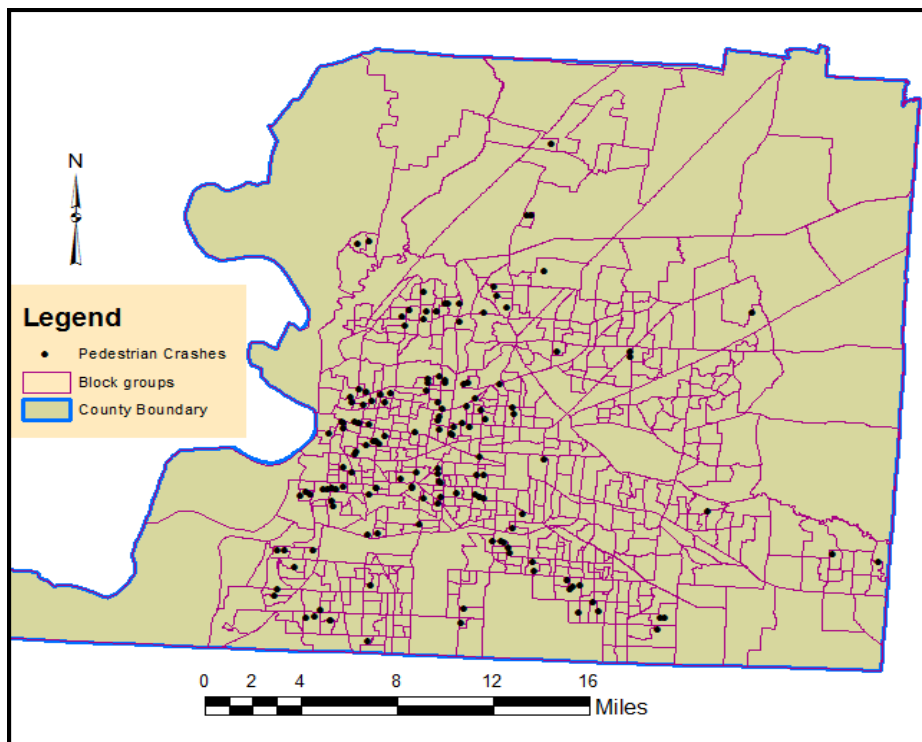 N
Legend
Pedestrian Crashes
Block groups
County Boundary
0 2 4 8 12 16
Miles